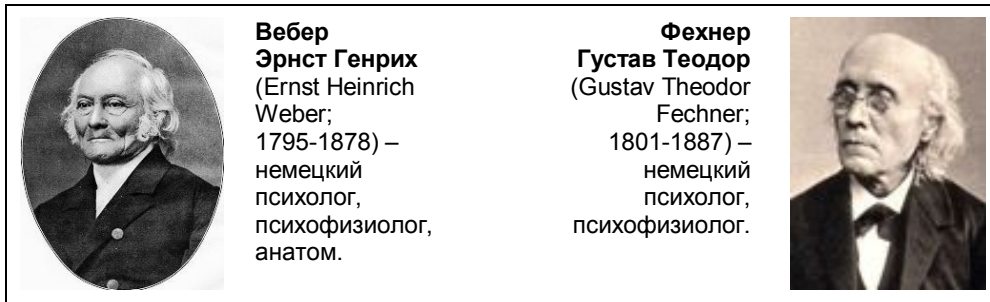 Вебер
Эрнст Генрих
(Ernst Heinrich
Weber;
1795-1878) –
немецкий
психолог,
психофизиолог,
анатом.
Фехнер
Густав Теодор
(Gustav Theodor
Fechner;
1801-1887) –
немецкий
психолог,
психофизиолог.